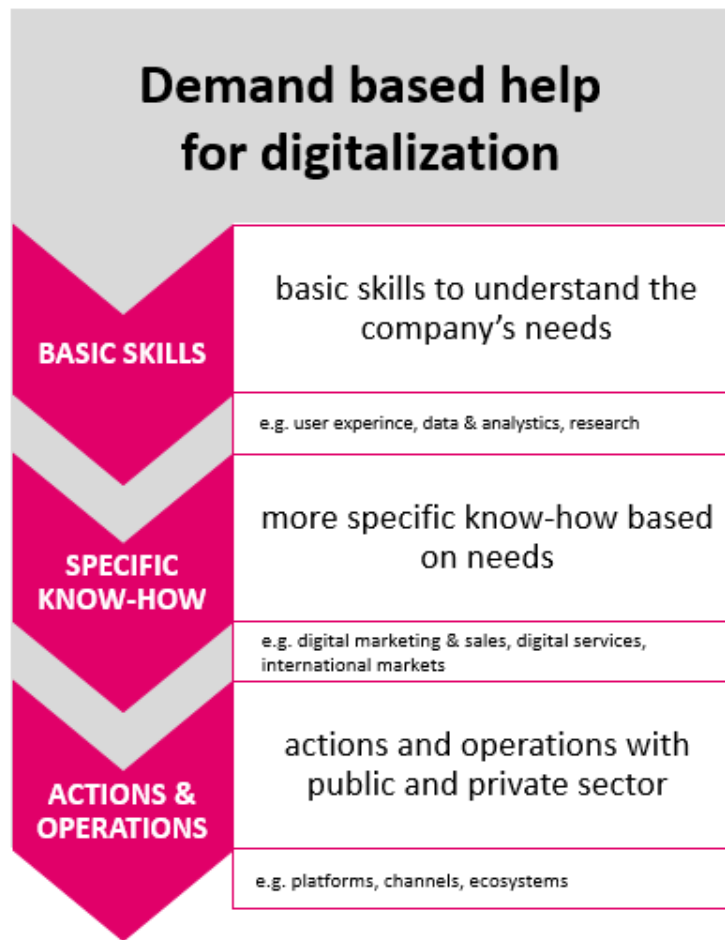 Demand based help
for digitalization
BASIC SKILLS
basic skills to understand the
company's needs
e.g. user experince, data & analystics, research
SPECIFIC
KNOW-HOW
more specific know-how based
on needs
e.g. digital marketing & sales, digital services,
international markets
ACTIONS &
OPERATIONS
actions and operations with
public and private sector
e.g. platforms, channels, ecosystems